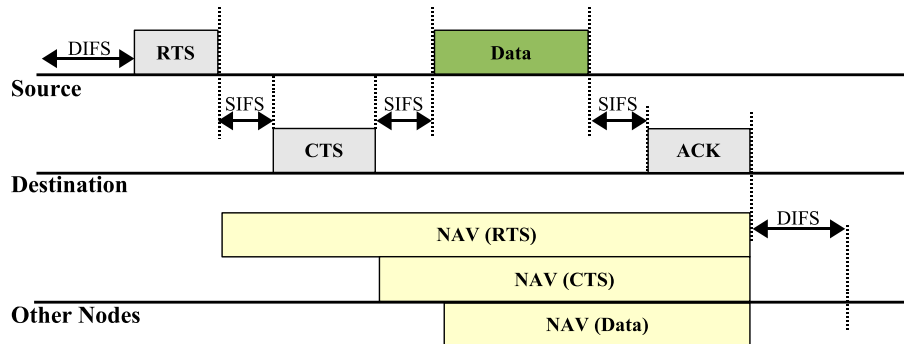 DIFS
RTS
Data
Source
SIFS
SIFS
SIFS
CTS
ACK
Destination
NAV (RTS)
DIFS
NAV (CTS)
Other Nodes
NAV (Data)